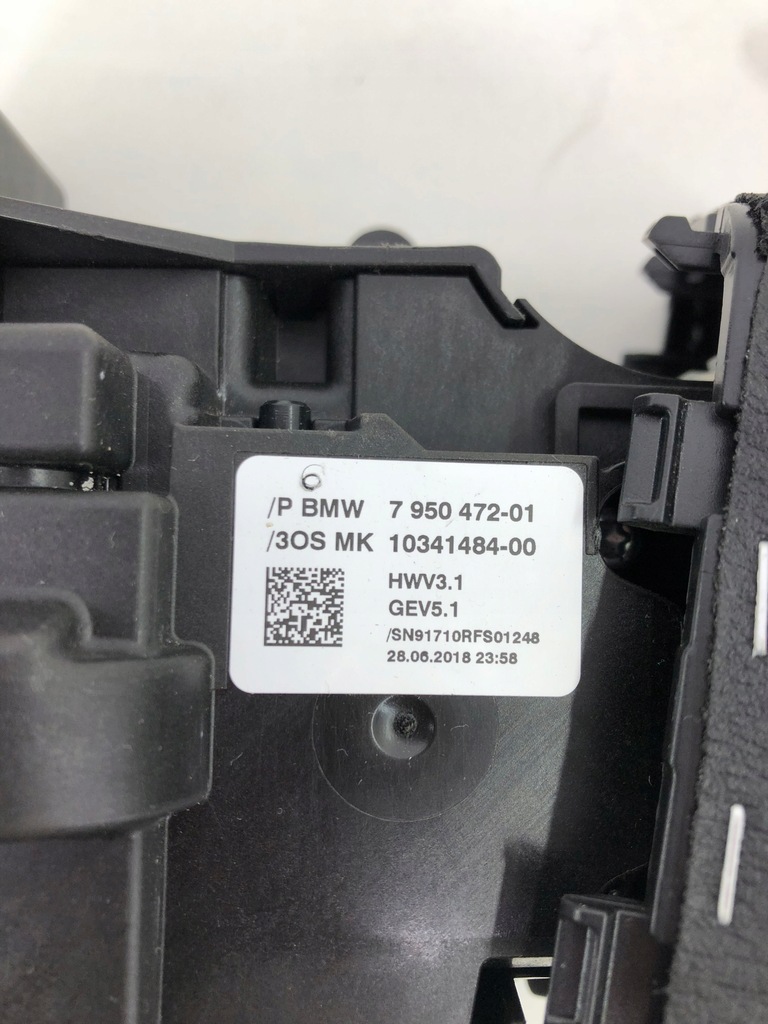 6
/P BMW 7 950 472-01
/3OS MK 10341484-00
HWV3.1
GEV5.1
/SN91710RFS01248
28.06.2018 23:58